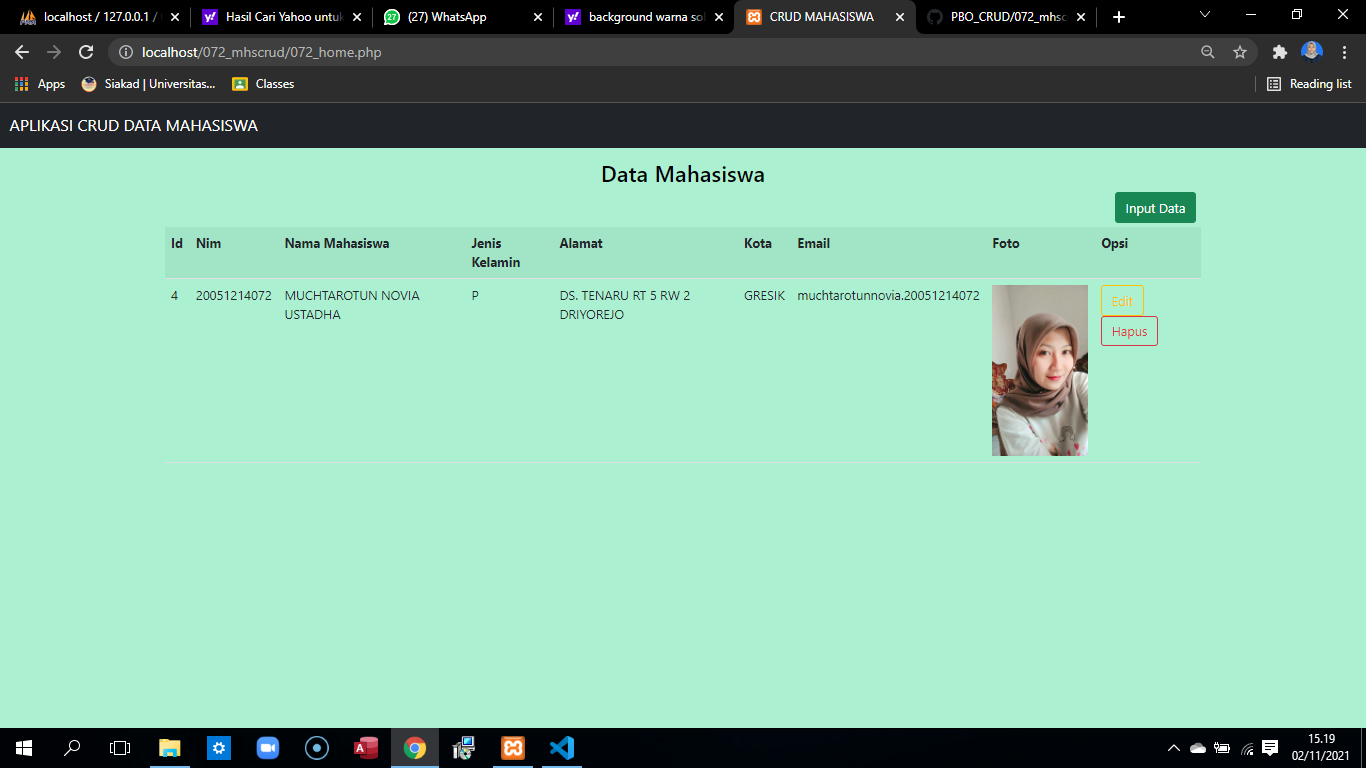 localhost / 127.0.0.1 /
Hasil Cari Yahoo untuk
(27) WhatsApp
background warna sol
CRUD MAHASISWA
PBO_CRUD/072_mhsc
localhost/072_mhscrud/072_home.php
Apps
Siakad | Universitas...
Classes
Reading list
APLIKASI CRUD DATA MAHASISWA
Data Mahasiswa
Input Data
Id Nim Nama Mahasiswa Jenis Kelamin Alamat Kota Email Foto Opsi
4 20051214072 MUCHTAROTUN NOVIA USTADHA P DS. TENARU RT 5 RW 2 DRIYOREJO GRESIK muchtarotunnovia.20051214072
Edit
Hapus
15.19
02/11/2021